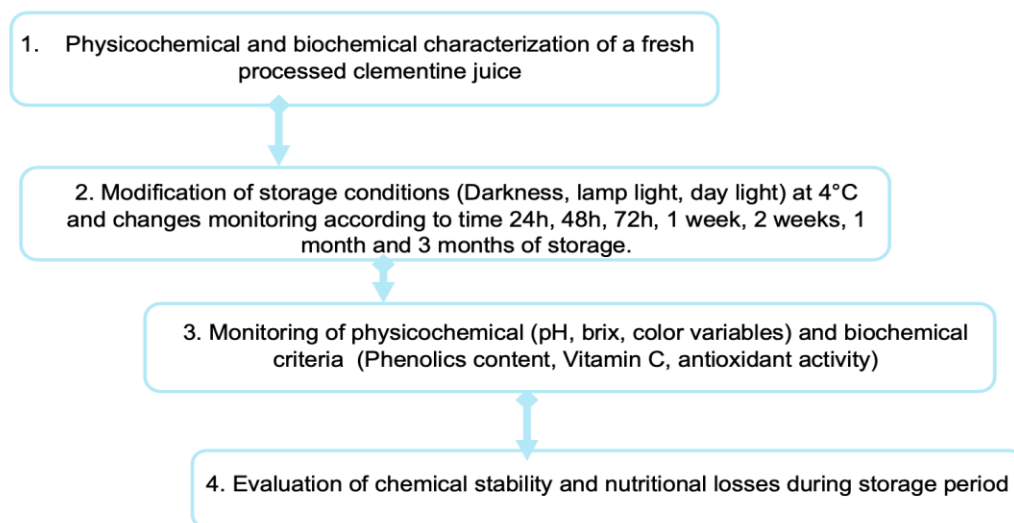 1. Physicochemical and biochemical characterization of a fresh
processed clementine juice
2. Modification of storage conditions (Darkness, lamp light, day light) at 4°C
and changes monitoring according to time 24h, 48h, 72h, 1 week, 2 weeks, 1
month and 3 months of storage.
3. Monitoring of physicochemical (pH, brix, color variables) and biochemical
criteria (Phenolics content, Vitamin C, antioxidant activity)
4. Evaluation of chemical stability and nutritional losses during storage period